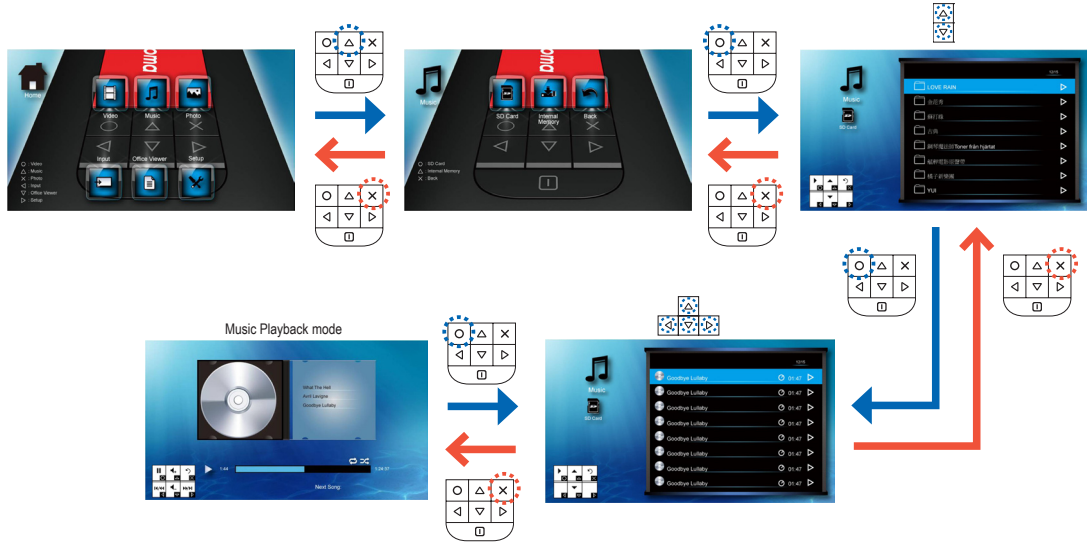 oma
Home
Video
Music
Photo
Input
Office Viewer
Setup
O : Video
△ : Music
X : Photo
◁ : Input
▽ : Office Viewer
▷ : Setup
oma
Music
SD Card
Internal
Memory
Back
O : SD Card
△ : Internal Memory
X : Back
Music
SD Card
LOVE RAIN
YUI
Music Playback mode
What The Hell
Avril Lavigne
Goodbye Lullaby
1:44
Next Song:
Music
SD Card
Goodbye Lullaby 01:47
Goodbye Lullaby 01:47
Goodbye Lullaby 01:47
Goodbye Lullaby 01:47
Goodbye Lullaby 01:47
Goodbye Lullaby 01:47
Goodbye Lullaby 01:47
Goodbye Lullaby 01:47